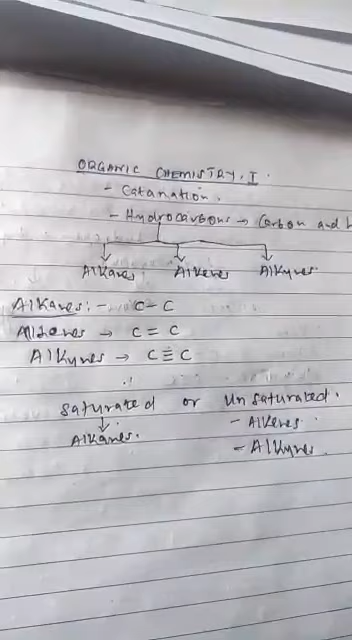 ORGANIC CHEMISTRY. I.
- Catanation.
- Hydrocarbons → Carbon and
Alkanes. Alkenes Alkynes.
Alkanes:- C-C
Alkenes → C=C
Alkynes → C≡C
saturated or Unsaturated.
Alkanes. - Alkenes
- Alkynes